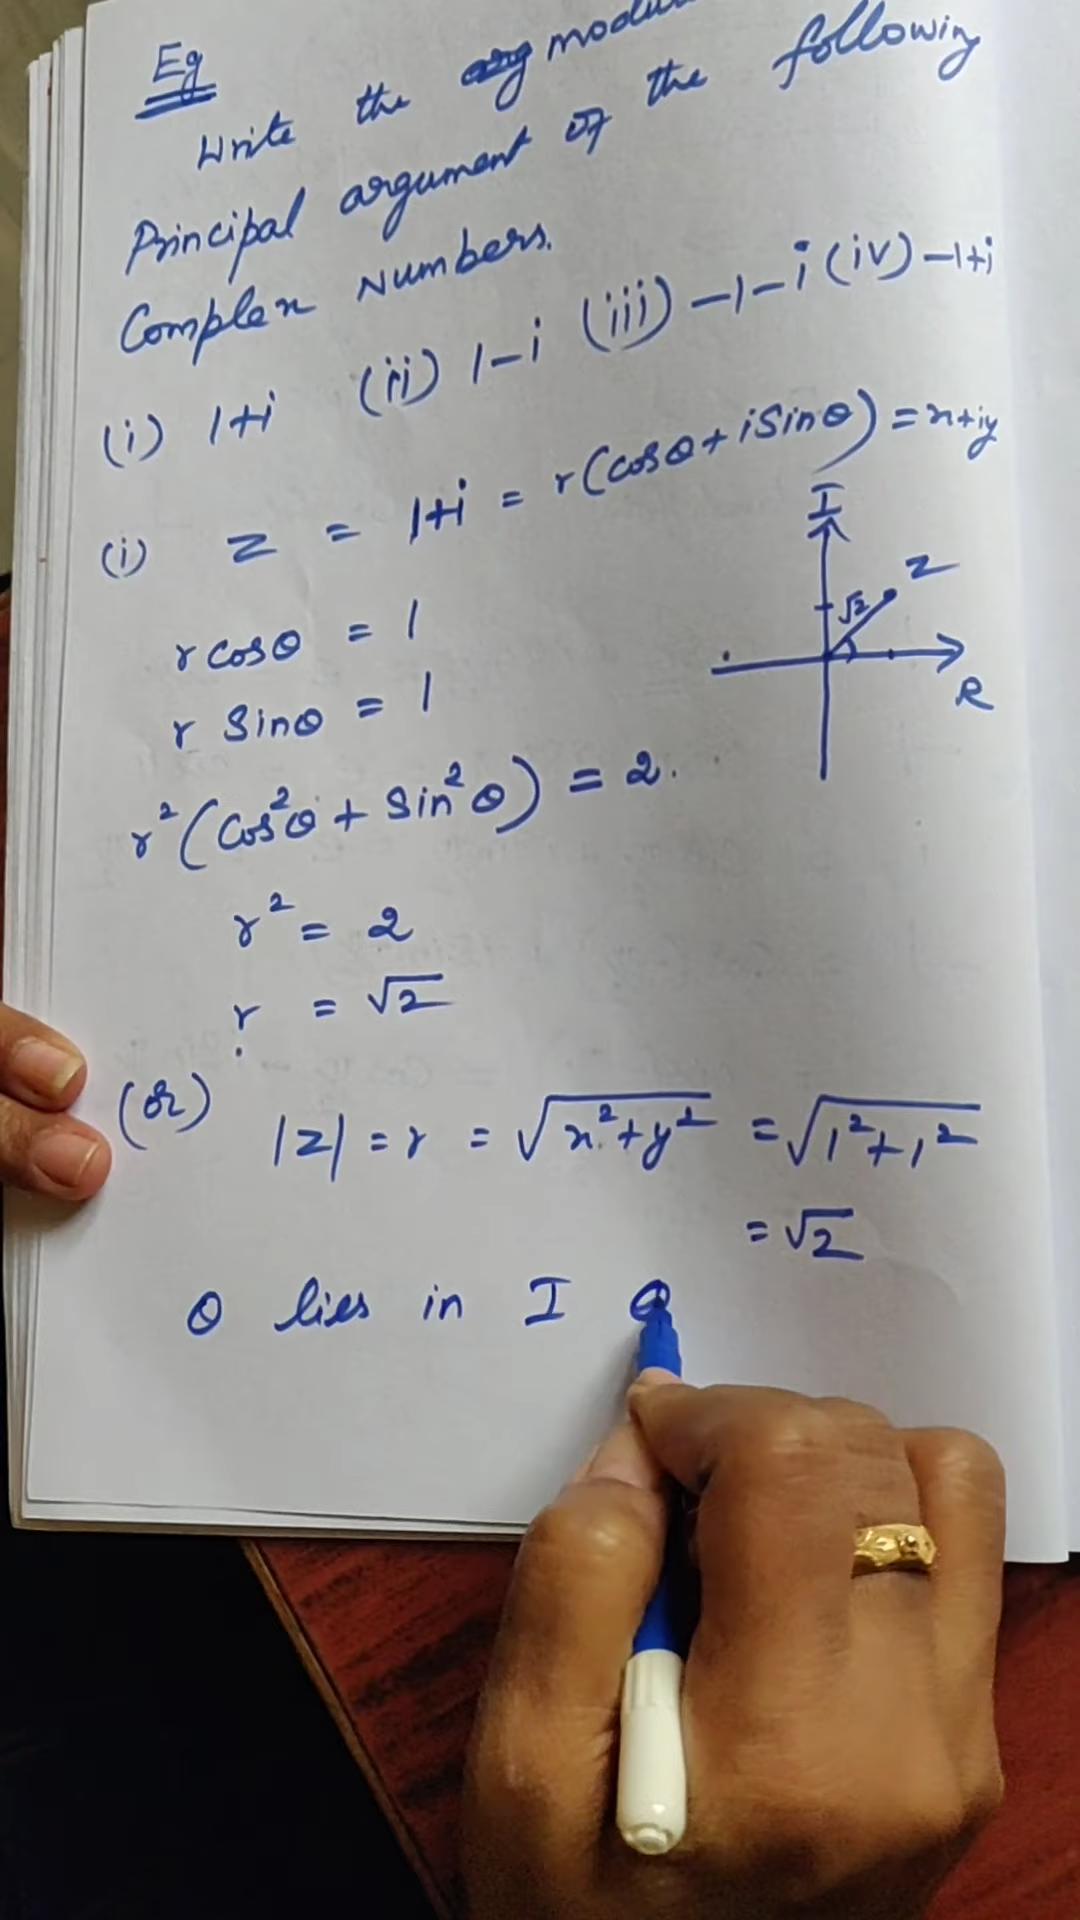 Eg
Write the modulus
Principal argument of the following
Complex Numbers.
(i) 1+i (ii) 1-i (iii) -1-i (iv) -1+i
(i) z = 1+i = r(cosθ+iSinθ) = x+iy
I
z
√2
R
r cosθ = 1
r Sinθ = 1
r²(Cos²θ + Sin²θ) = 2.
r² = 2
r = √2
(or) |z| = r = √x²+y² = √1²+1²
= √2
θ lies in I Q